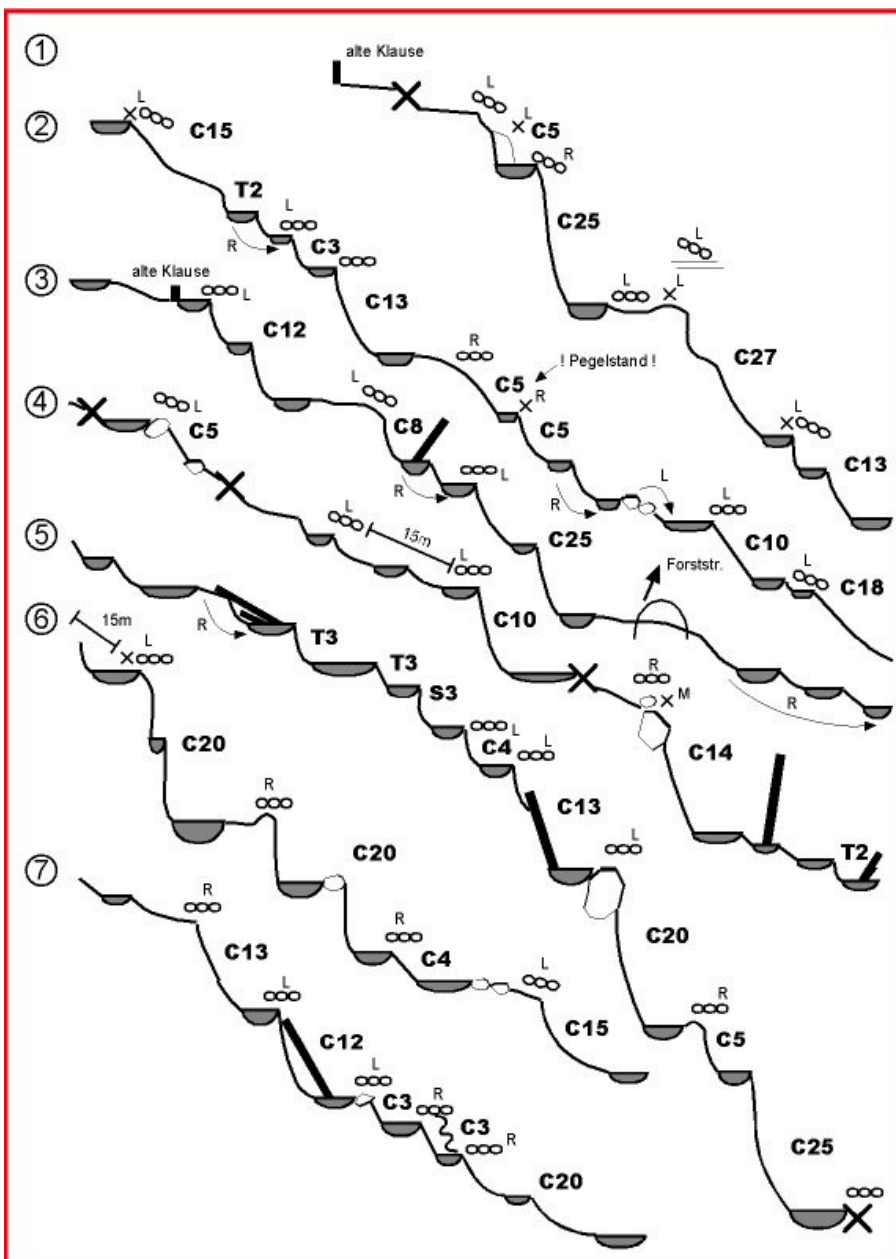 ① alte Klause
L
L
C5
R
② L
C15
C25
T2
L
R
C3
L
L
③ alte Klause
L
C13
C27
C12
R
C5
! Pegelstand !
R
L
④ L
C5
L
C8
C5
C13
R
L
R
L
L
C10
L
15m
C25
L
C18
⑤ L
Forststr.
C10
R
T3
⑥ 15m
L
T3
R
M
R
S3
C14
C20
L
C4
L
R
C13
L
T2
C20
⑦ R
C13
R
C4
C20
L
L
R
C5
C12
C15
L
C3
R
C3
R
C25
C20